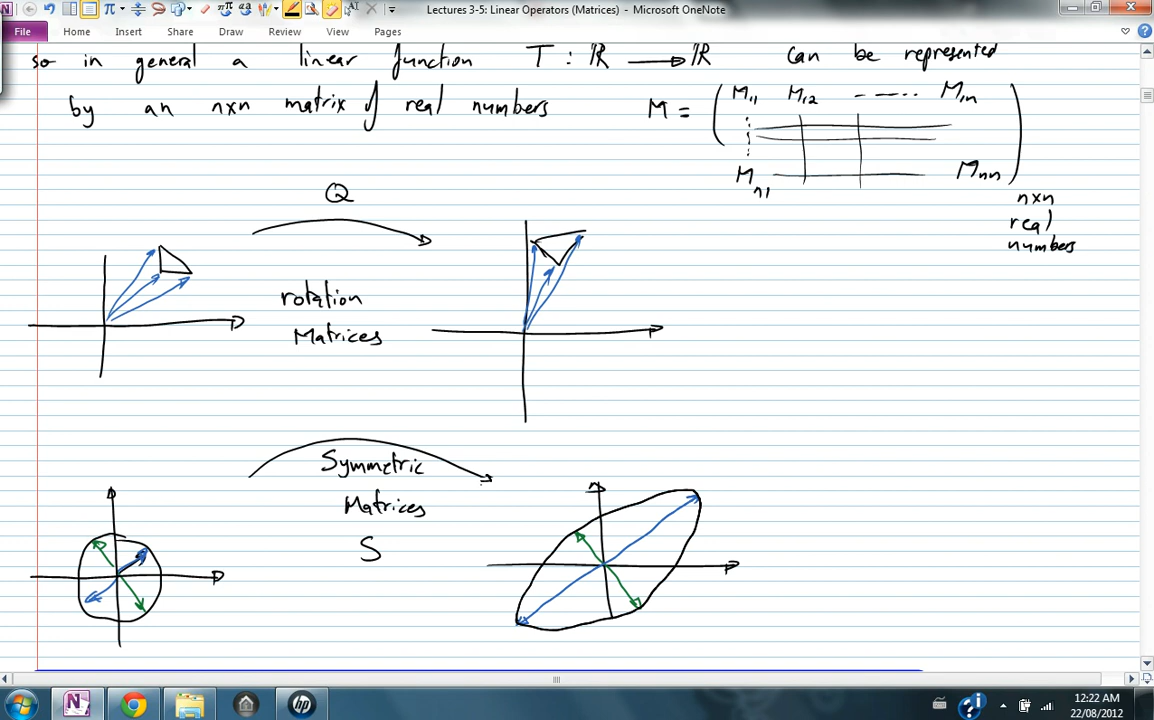 Lectures 3-5: Linear Operators (Matrices) - Microsoft OneNote
File Home Insert Share Draw Review View Pages
so in general a linear function T : ℝ → ℝ can be represented
by an nxn matrix of real numbers M = ( M11 M12 ------ M1n
Mn1 Mnn )
nxn
real
numbers
Q
rotation
Matrices
Symmetric
Matrices
S
12:22 AM
22/08/2012